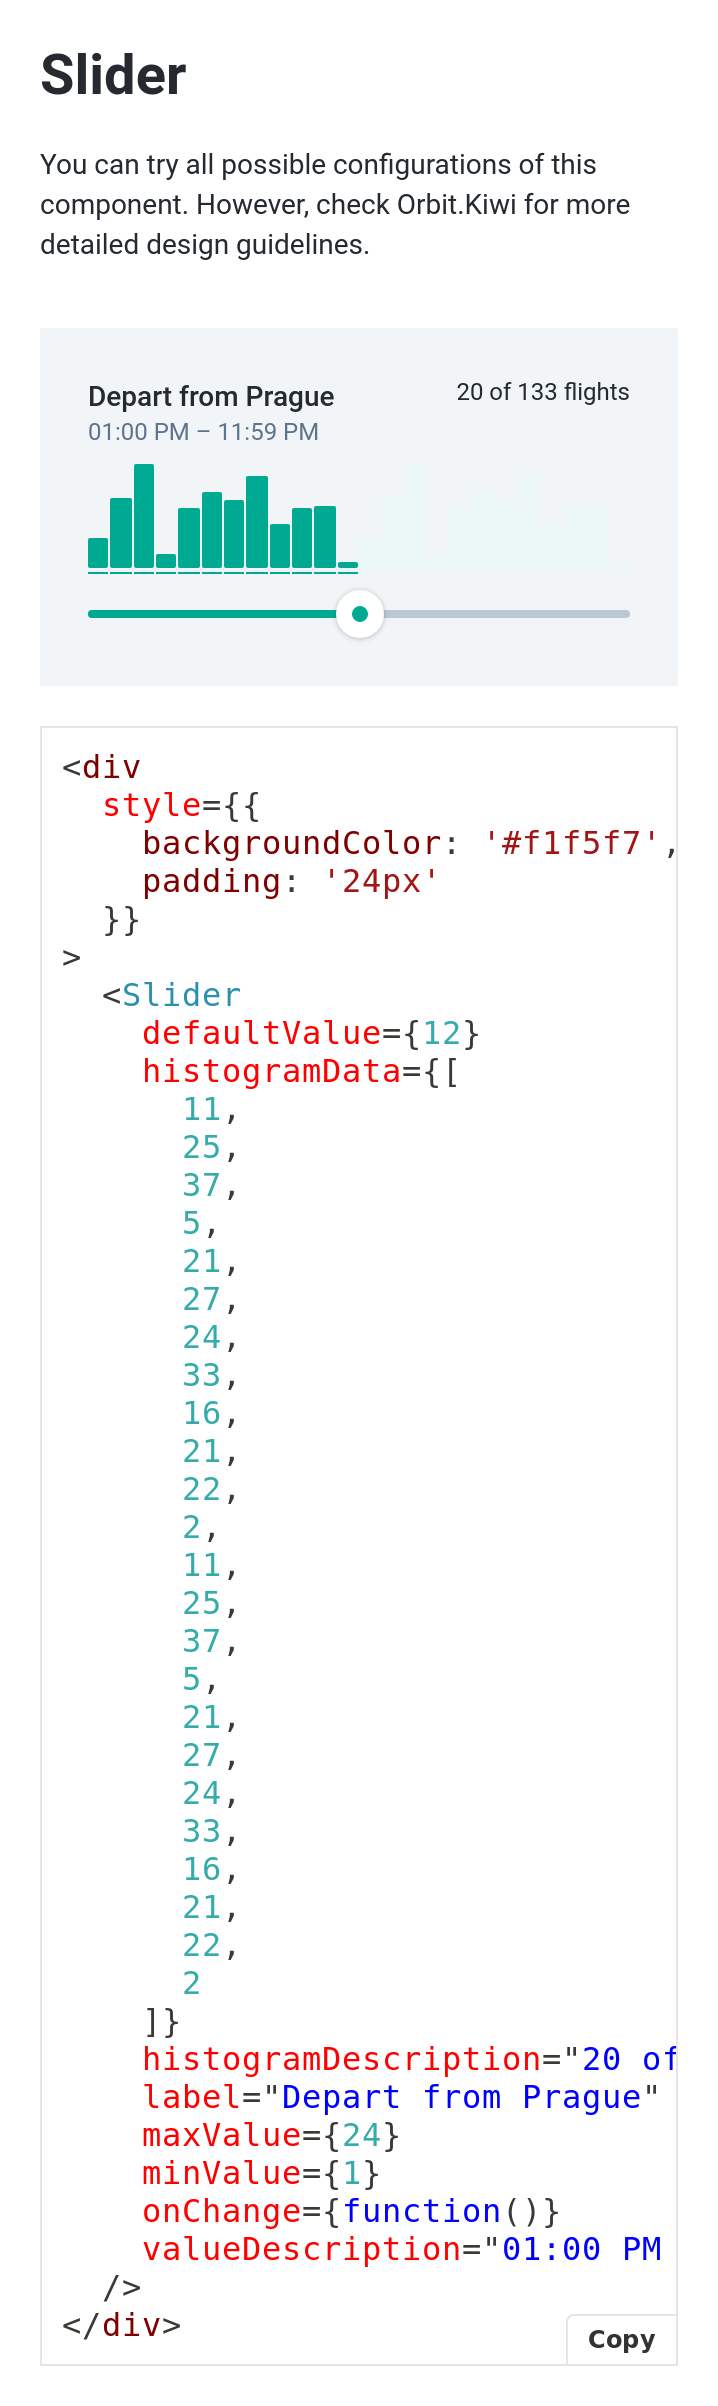 Slider
You can try all possible configurations of this
component. However, check Orbit.Kiwi for more
detailed design guidelines.
Depart from Prague
20 of 133 flights
01:00 PM – 11:59 PM
<div
  style={{
    backgroundColor: '#f1f5f7',
    padding: '24px'
  }}
>
  <Slider
    defaultValue={12}
    histogramData={[
      11,
      25,
      37,
      5,
      21,
      27,
      24,
      33,
      16,
      21,
      22,
      2,
      11,
      25,
      37,
      5,
      21,
      27,
      24,
      33,
      16,
      21,
      22,
      2
    ]}
    histogramDescription="20 of
    label="Depart from Prague"
    maxValue={24}
    minValue={1}
    onChange={function()}
    valueDescription="01:00 PM
  />
</div>
Copy